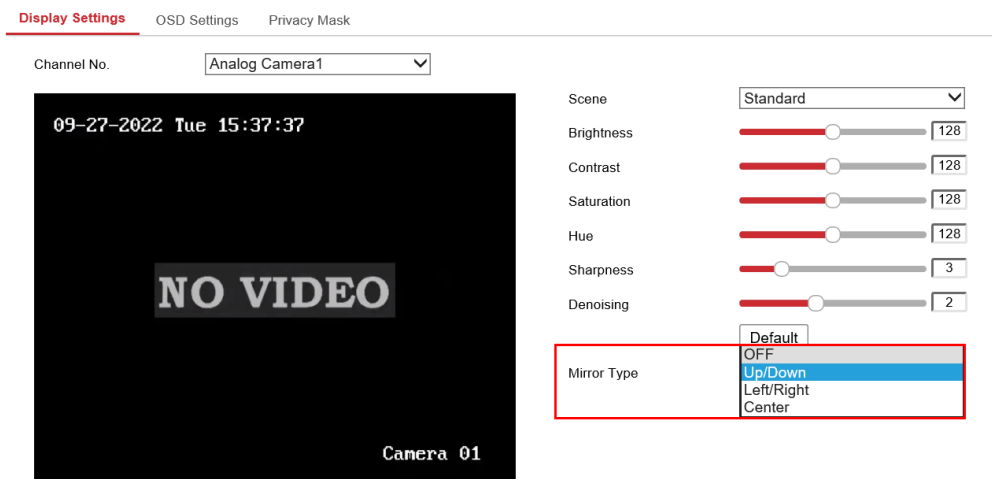 Display Settings OSD Settings Privacy Mask
Channel No. Analog Camera1
09-27-2022 Tue 15:37:37
NO VIDEO
Camera 01
Scene Standard
Brightness 128
Contrast 128
Saturation 128
Hue 128
Sharpness 3
Denoising 2
Default
OFF
Mirror Type Up/Down
Left/Right
Center